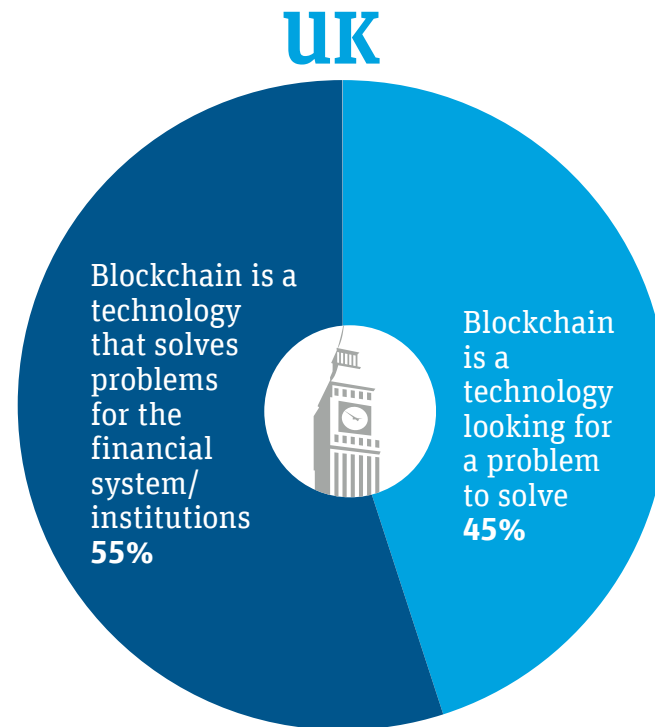 UK
Blockchain is a
technology
that solves
problems
for the
financial
system/
institutions
55%
Blockchain
is a
technology
looking for
a problem
to solve
45%